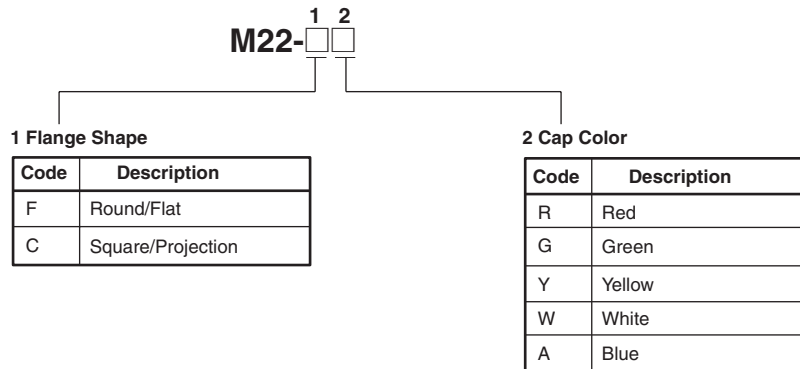 1 2
M22-□□
1 Flange Shape
Code Description
F Round/Flat
C Square/Projection
2 Cap Color
Code Description
R Red
G Green
Y Yellow
W White
A Blue